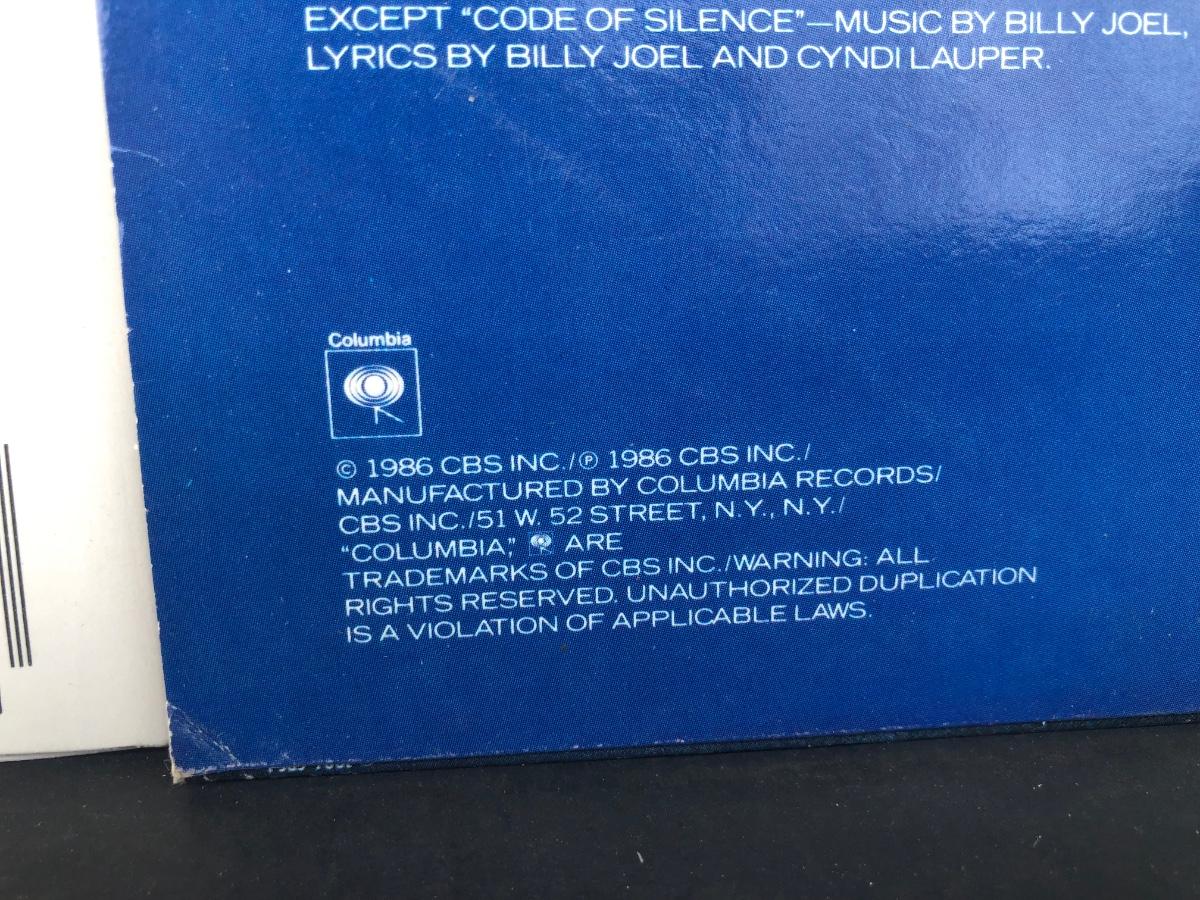 EXCEPT “CODE OF SILENCE”—MUSIC BY BILLY JOEL,
LYRICS BY BILLY JOEL AND CYNDI LAUPER.
Columbia
© 1986 CBS INC./℗ 1986 CBS INC./
MANUFACTURED BY COLUMBIA RECORDS/
CBS INC./51 W. 52 STREET, N.Y., N.Y./
“COLUMBIA,” ARE
TRADEMARKS OF CBS INC./WARNING: ALL
RIGHTS RESERVED. UNAUTHORIZED DUPLICATION
IS A VIOLATION OF APPLICABLE LAWS.